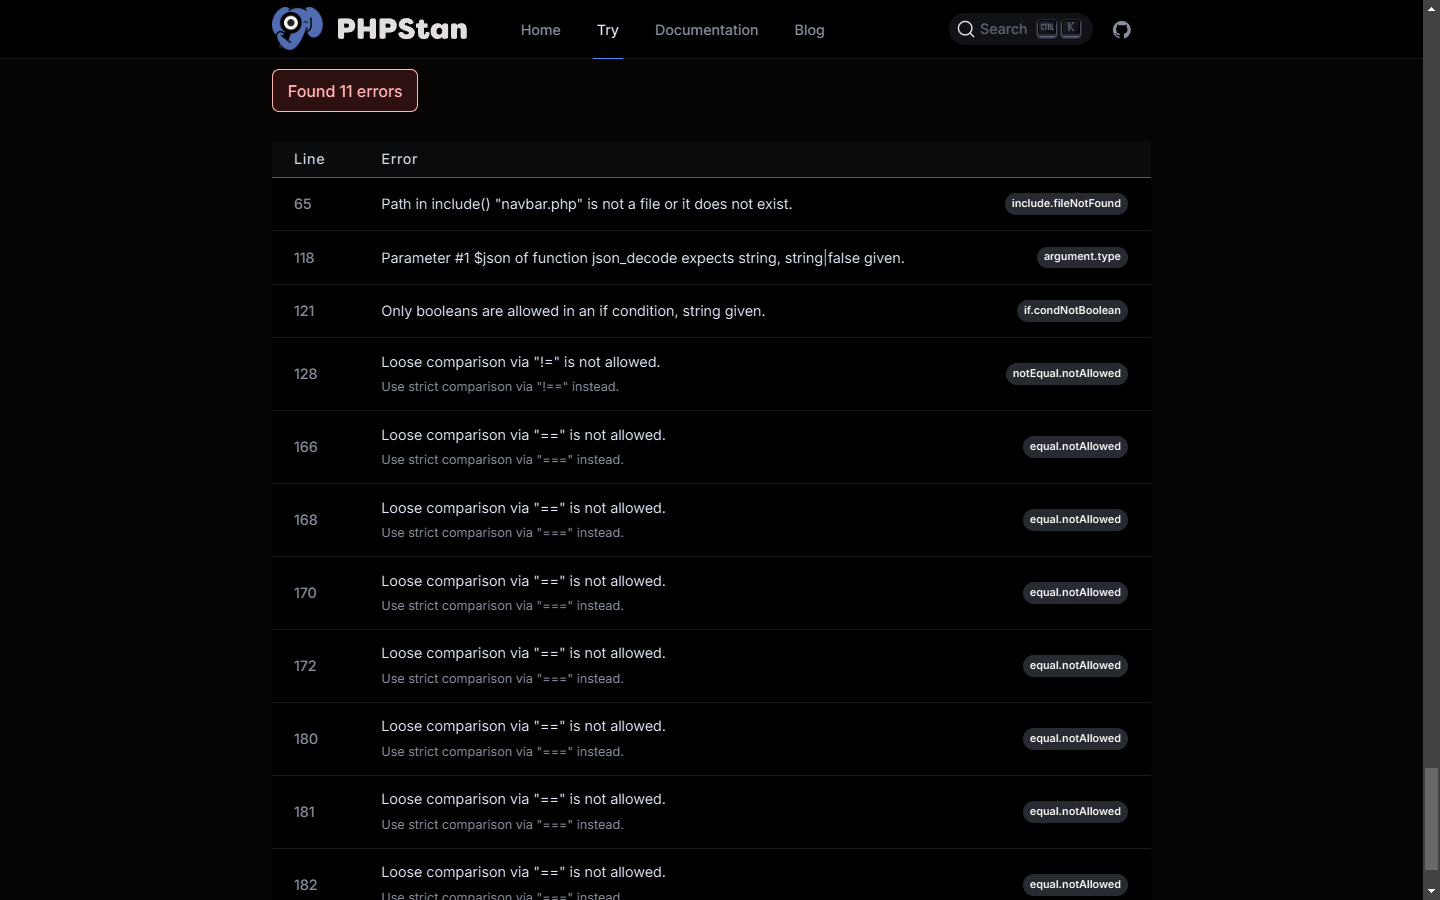 PHPStan
Home
Try
Documentation
Blog
Search
CTRL
K
Found 11 errors
Line
Error
65
Path in include() "navbar.php" is not a file or it does not exist.
include.fileNotFound
118
Parameter #1 $json of function json_decode expects string, string|false given.
argument.type
121
Only booleans are allowed in an if condition, string given.
if.condNotBoolean
128
Loose comparison via "!=" is not allowed.
Use strict comparison via "!==" instead.
notEqual.notAllowed
166
Loose comparison via "==" is not allowed.
Use strict comparison via "===" instead.
equal.notAllowed
168
Loose comparison via "==" is not allowed.
Use strict comparison via "===" instead.
equal.notAllowed
170
Loose comparison via "==" is not allowed.
Use strict comparison via "===" instead.
equal.notAllowed
172
Loose comparison via "==" is not allowed.
Use strict comparison via "===" instead.
equal.notAllowed
180
Loose comparison via "==" is not allowed.
Use strict comparison via "===" instead.
equal.notAllowed
181
Loose comparison via "==" is not allowed.
Use strict comparison via "===" instead.
equal.notAllowed
182
Loose comparison via "==" is not allowed.
Use strict comparison via "===" instead.
equal.notAllowed